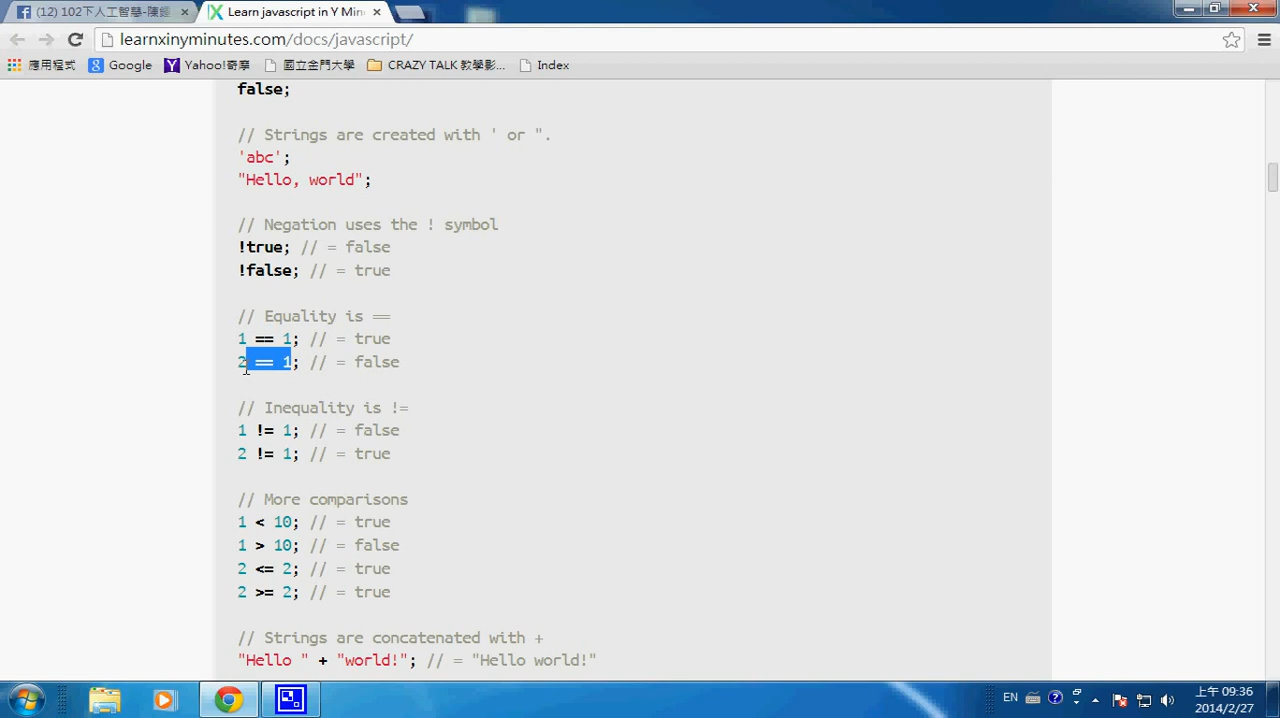 (12) 102下人工智慧-陳鍾
Learn javascript in Y Min
learnxinyminutes.com/docs/javascript/
應用程式
Google
Yahoo!奇摩
國立金門大學
CRAZY TALK 教學影...
Index
false;
// Strings are created with ' or ".
'abc';
"Hello, world";
// Negation uses the ! symbol
!true; // = false
!false; // = true
// Equality is ==
1 == 1; // = true
2 == 1; // = false
// Inequality is !=
1 != 1; // = false
2 != 1; // = true
// More comparisons
1 < 10; // = true
1 > 10; // = false
2 <= 2; // = true
2 >= 2; // = true
// Strings are concatenated with +
"Hello " + "world!"; // = "Hello world!"
EN
上午 09:36
2014/2/27